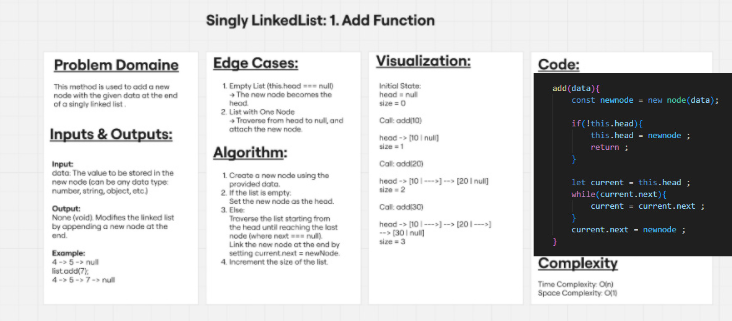 Singly LinkedList: 1. Add Function
Problem Domaine
This method is used to add a new
node with the given data at the end
of a singly linked list .
Inputs & Outputs:
Input:
data: The value to be stored in the
new node (can be any data type:
number, string, object, etc.)
Output:
None (void). Modifies the linked list
by appending a new node at the
end.
Example:
4 -> 5 -> null
list.add(7);
4 -> 5 -> 7 -> null
Edge Cases:
1. Empty List (this.head === null)
→ The new node becomes the
head.
2. List with One Node
→ Traverse from head to null, and
attach the new node.
Algorithm:
1. Create a new node using the
provided data.
2. If the list is empty:
Set the new node as the head.
3. Else:
Traverse the list starting from
the head until reaching the last
node (where next === null).
Link the new node at the end by
setting current.next = newNode.
4. Increment the size of the list.
Visualization:
Initial State:
head = null
size = 0
Call: add(10)
head -> [10 | null]
size = 1
Call: add(20)
head -> [10 | ---->] --> [20 | null]
size = 2
Call: add(30)
head -> [10 | ---->] --> [20 | ---->]
--> [30 | null]
size = 3
Code:
add(data){
const newnode = new node(data);
if(!this.head){
this.head = newnode ;
return ;
}
let current = this.head ;
while(current.next){
current = current.next ;
}
current.next = newnode ;
}
Complexity
Time Complexity: O(n)
Space Complexity: O(1)